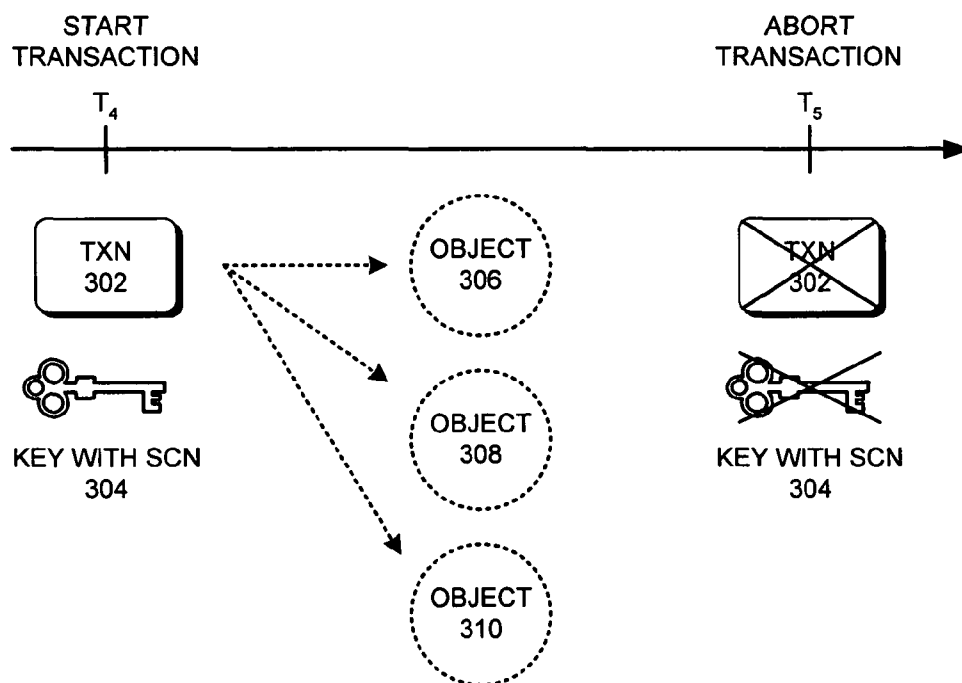 START
TRANSACTION
ABORT
TRANSACTION
T4
T5
TXN
302
OBJECT
306
TXN
302
KEY WITH SCN
304
OBJECT
308
KEY WITH SCN
304
OBJECT
310